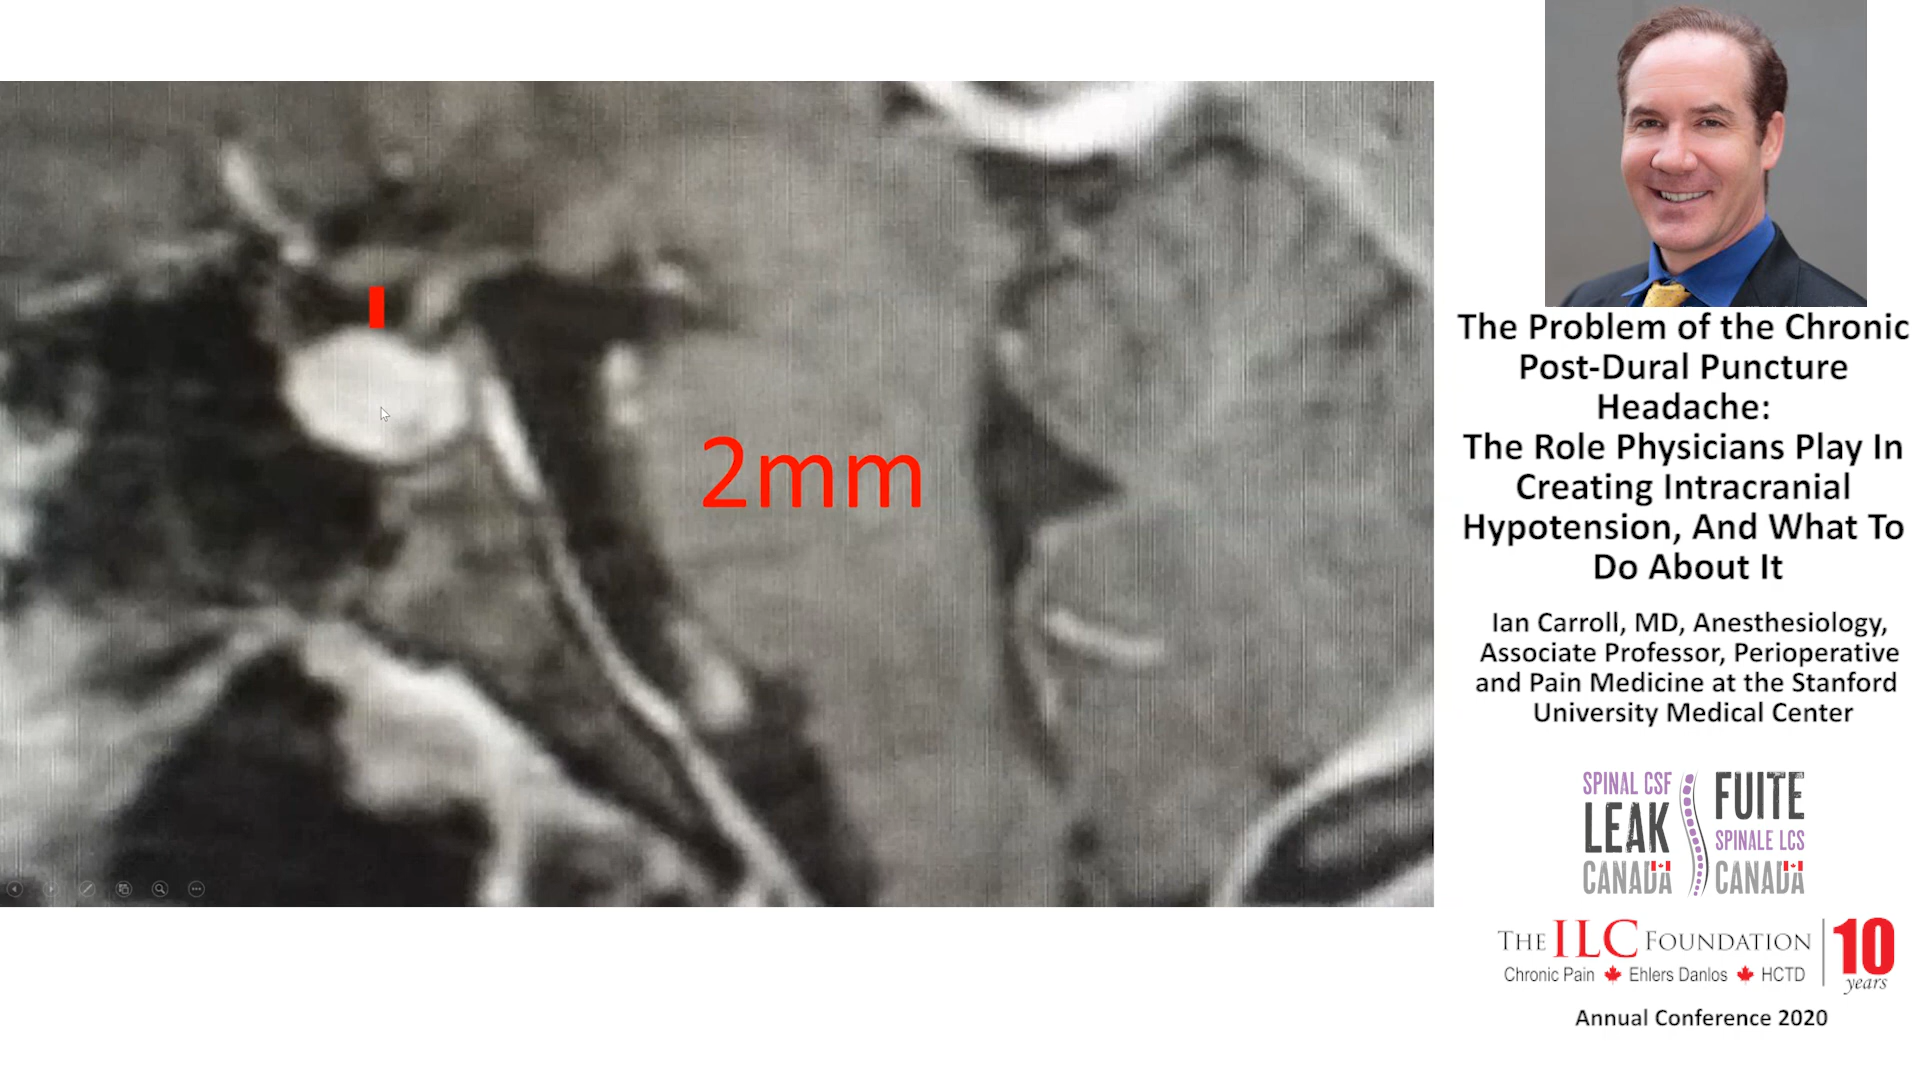 2mm
The Problem of the Chronic
Post-Dural Puncture
Headache:
The Role Physicians Play In
Creating Intracranial
Hypotension, And What To
Do About It
Ian Carroll, MD, Anesthesiology,
Associate Professor, Perioperative
and Pain Medicine at the Stanford
University Medical Center
SPINAL CSF
LEAK
CANADA
FUITE
SPINALE LCS
CANADA
THE ILC FOUNDATION
Chronic Pain Ehlers Danlos HCTD
10
years
Annual Conference 2020